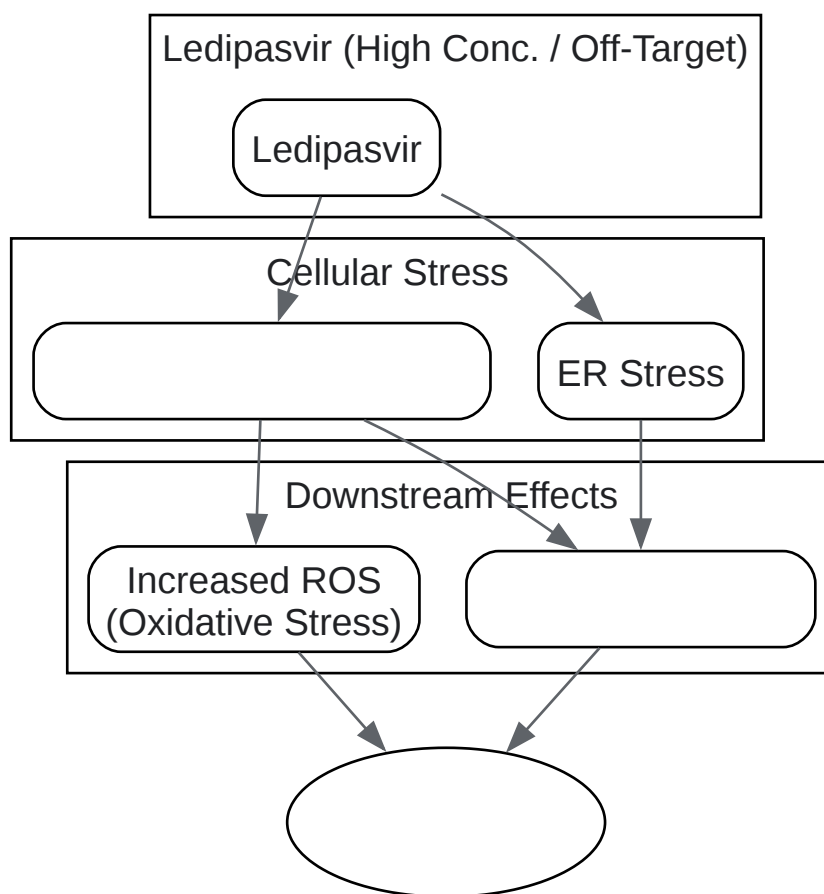 Ledipasvir (High Conc. / Off-Target)
Ledipasvir
Cellular Stress
ER Stress
Downstream Effects
Increased ROS
(Oxidative Stress)